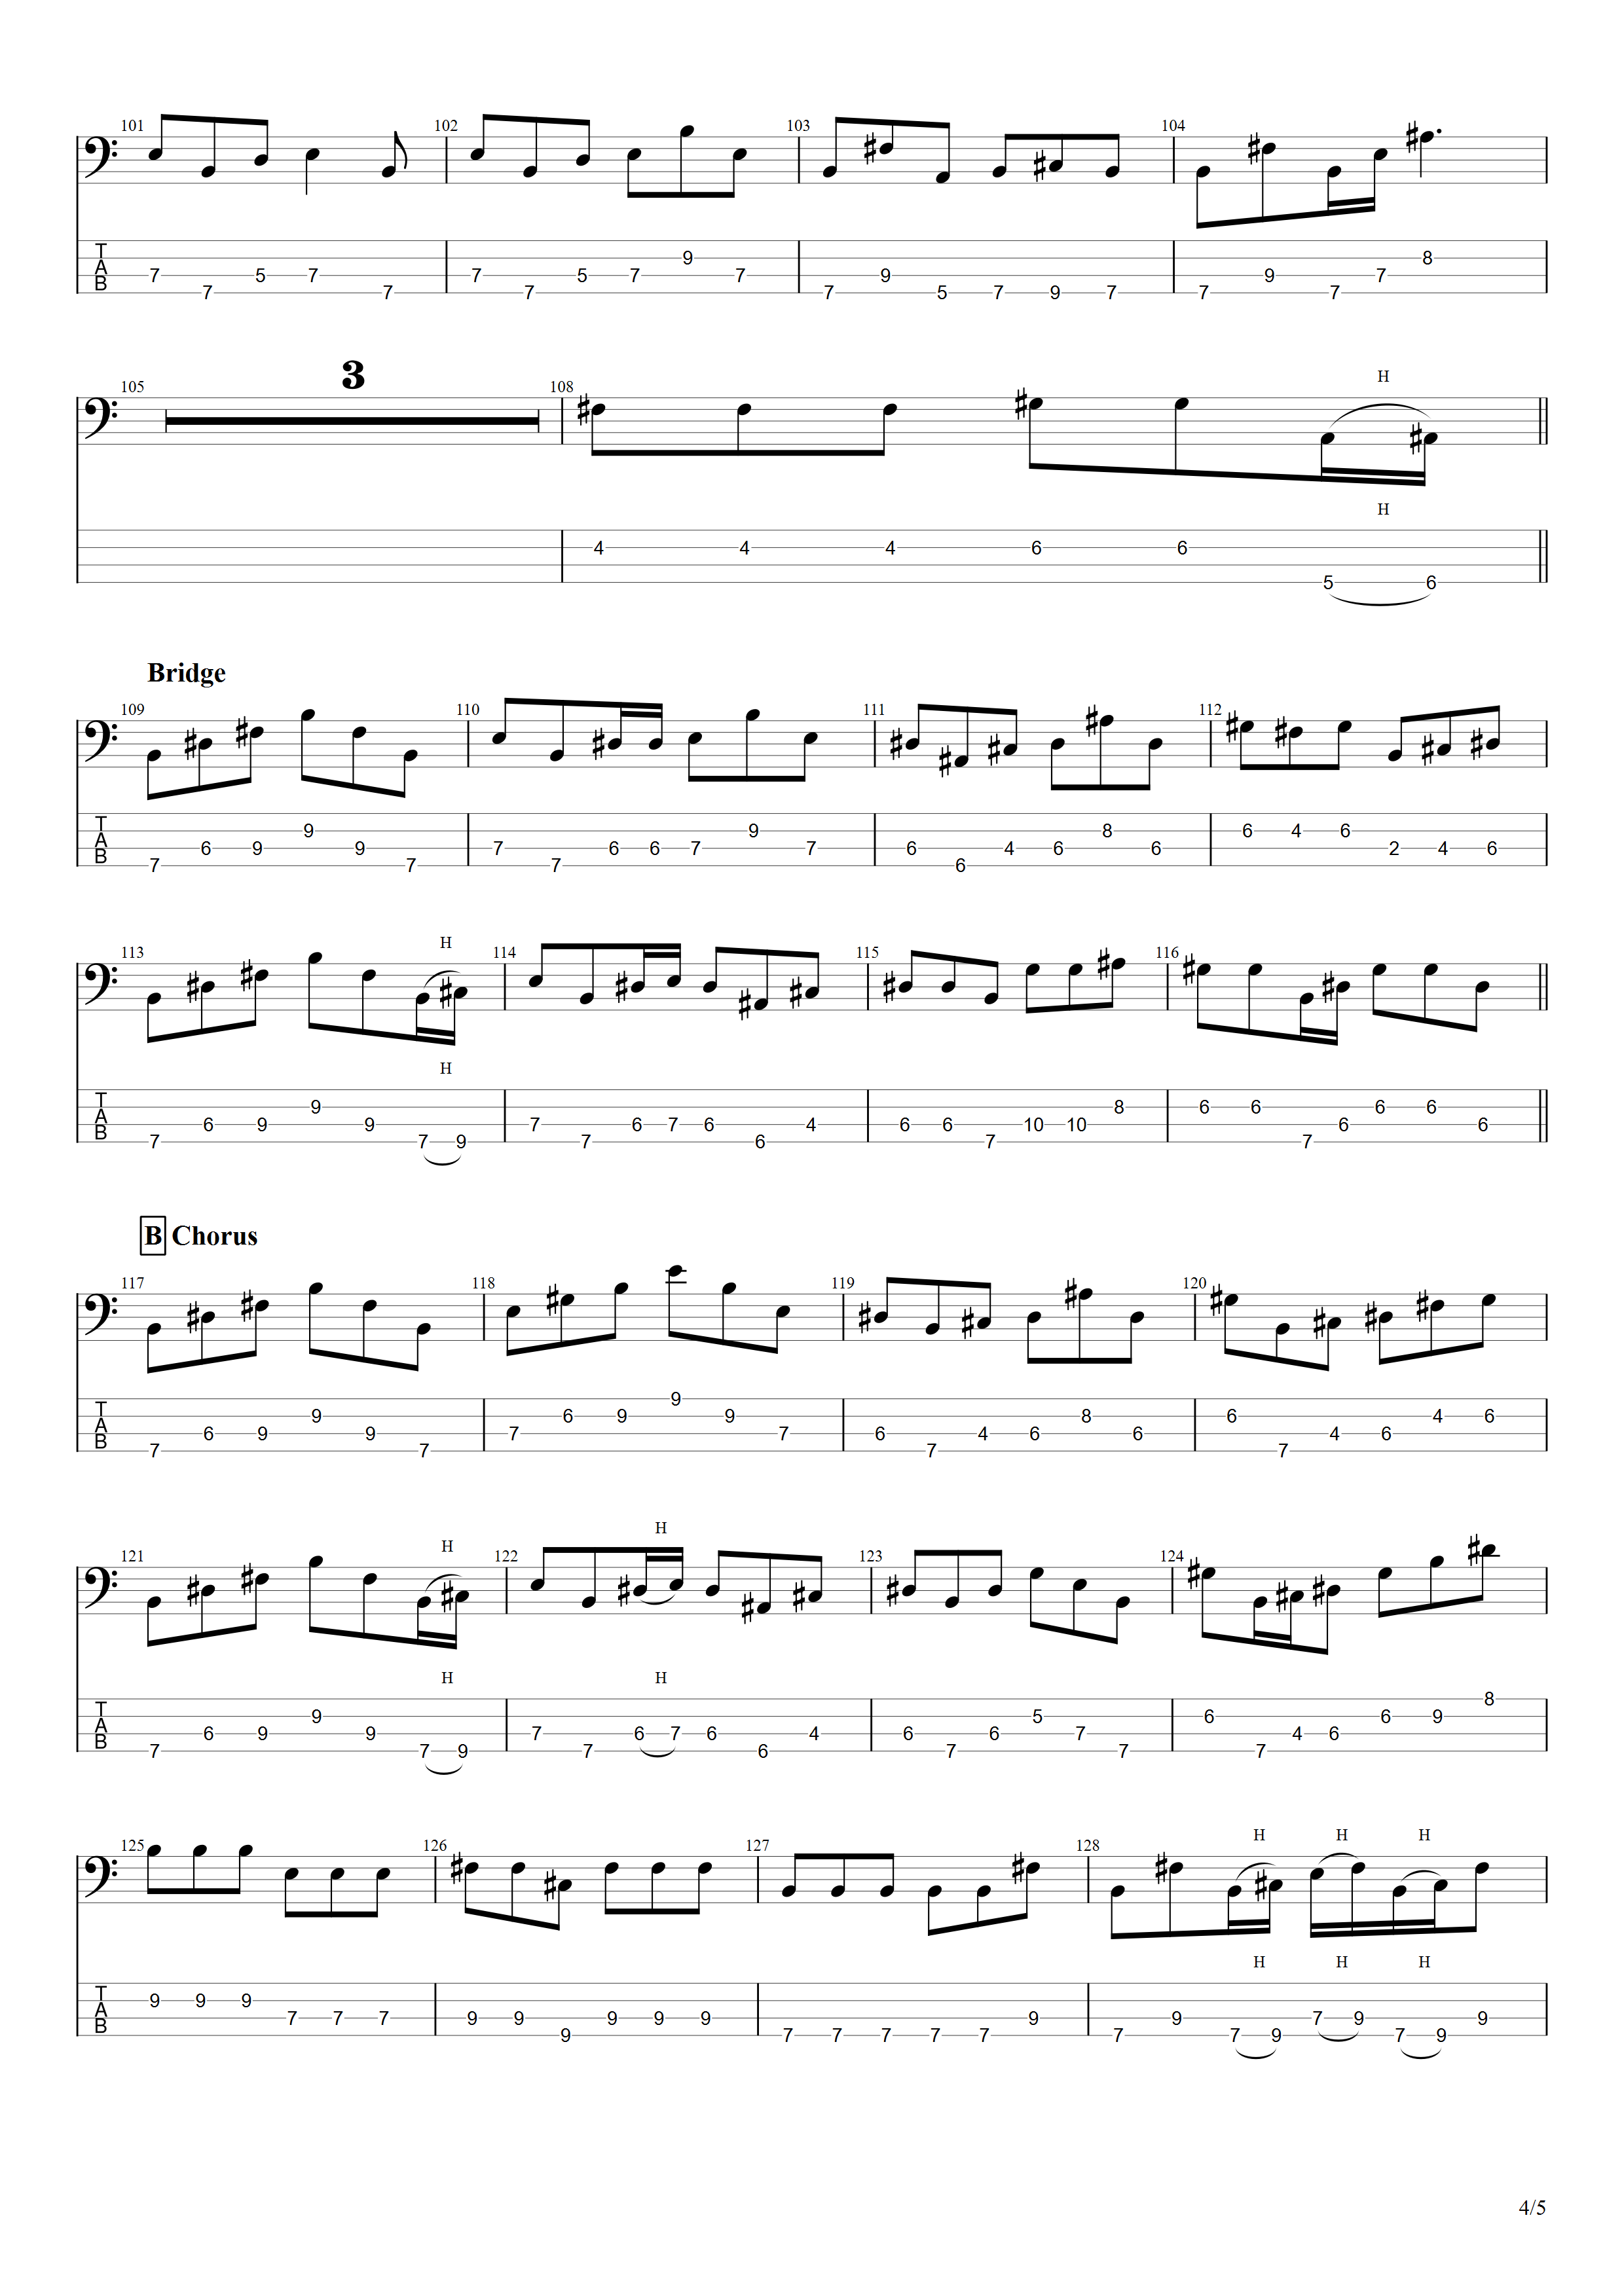 101 102 103 104
T A B 7 7 5 7 7 7 7 5 7 9 7 7 9 5 7 9 7 7 9 7 7 8
105 3 108 H
H
4 4 4 6 6 5 6
Bridge
109 110 111 112
T A B 7 6 9 9 9 7 7 7 6 6 7 9 7 6 6 4 6 8 6 6 4 6 2 4 6
113 H 114 115 116
H
T A B 7 6 9 9 9 7 9 7 7 6 7 6 6 4 6 6 7 10 10 8 6 6 7 6 6 6 6
B Chorus
117 118 119 120
T A B 7 6 9 9 9 7 7 6 9 9 9 7 6 7 4 6 8 6 6 7 4 6 4 6
121 H 122 H 123 124
H H
T A B 7 6 9 9 9 7 9 7 7 6 7 6 6 4 6 7 6 5 7 7 6 7 4 6 6 9 8
125 126 127 128 H H H
H H H
T A B 9 9 9 7 7 7 9 9 9 9 9 9 7 7 7 7 7 9 7 9 7 9 7 9 7 9 9
4/5